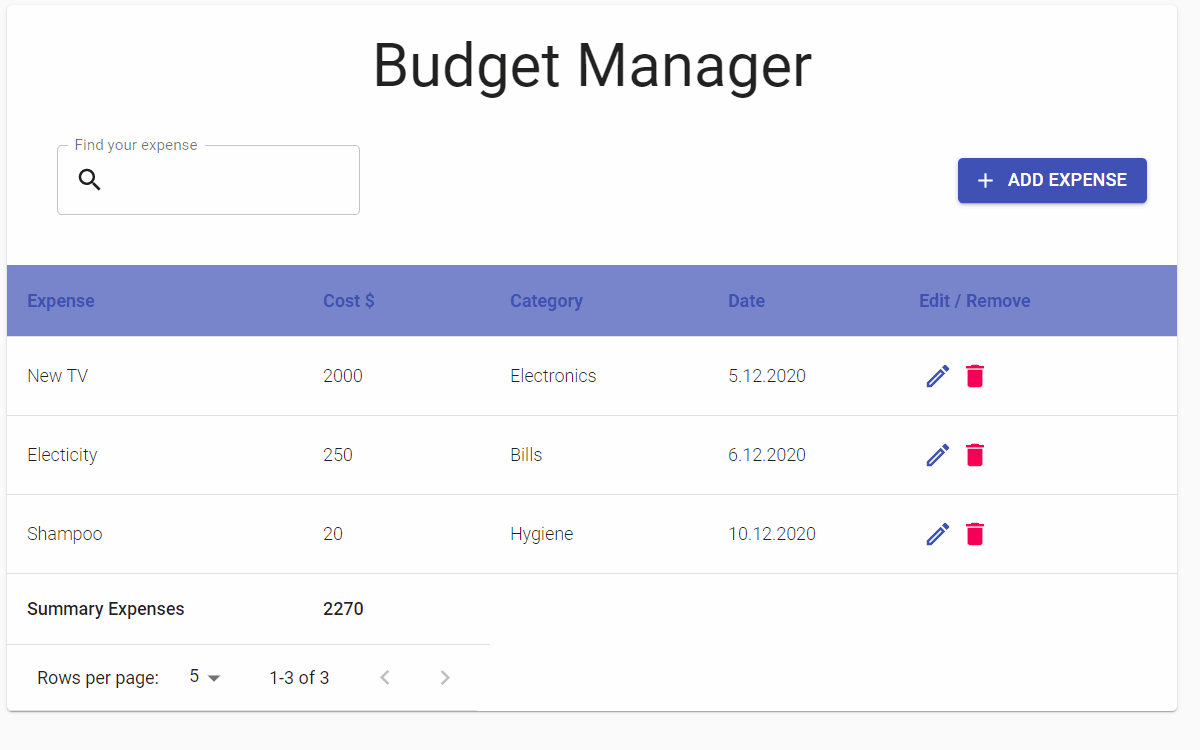 Budget Manager
Find your expense
ADD EXPENSE
Expense Cost $ Category Date Edit / Remove
New TV 2000 Electronics 5.12.2020
Electicity 250 Bills 6.12.2020
Shampoo 20 Hygiene 10.12.2020
Summary Expenses 2270
Rows per page: 5 1-3 of 3